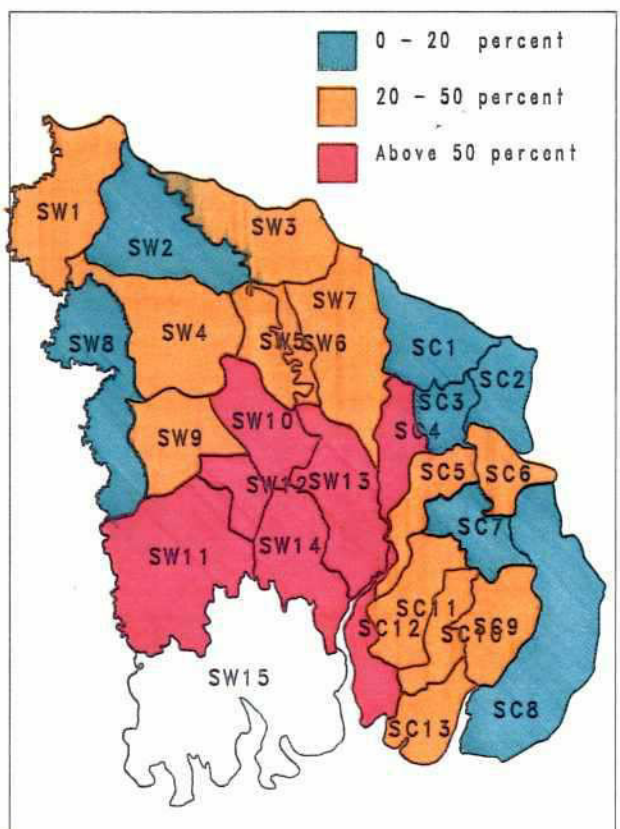 0 - 20 percent
20 - 50 percent
Above 50 percent
SW1
SW2
SW3
SW7
SW4
SW5
SW6
SW8
SC1
SC2
SC3
SC4
SW10
SW9
SC5
SC6
SW12
SW13
SC7
SW11
SW14
SC11
SC12
SC10
SC9
SW15
SC8
SC13